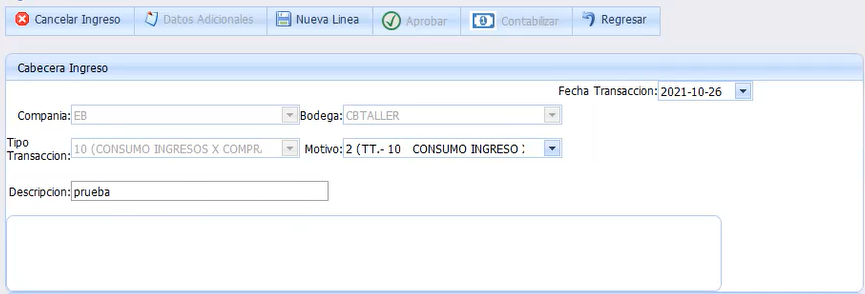 Cancelar Ingreso Datos Adicionales Nueva Linea Aprobar Contabilizar Regresar
Cabecera Ingreso
Fecha Transaccion: 2021-10-26
Compania: EB Bodega: CBTALLER
Tipo Transaccion: 10 (CONSUMO INGRESOS X COMPR Motivo: 2 (TT.- 10 CONSUMO INGRESO
Descripcion: prueba